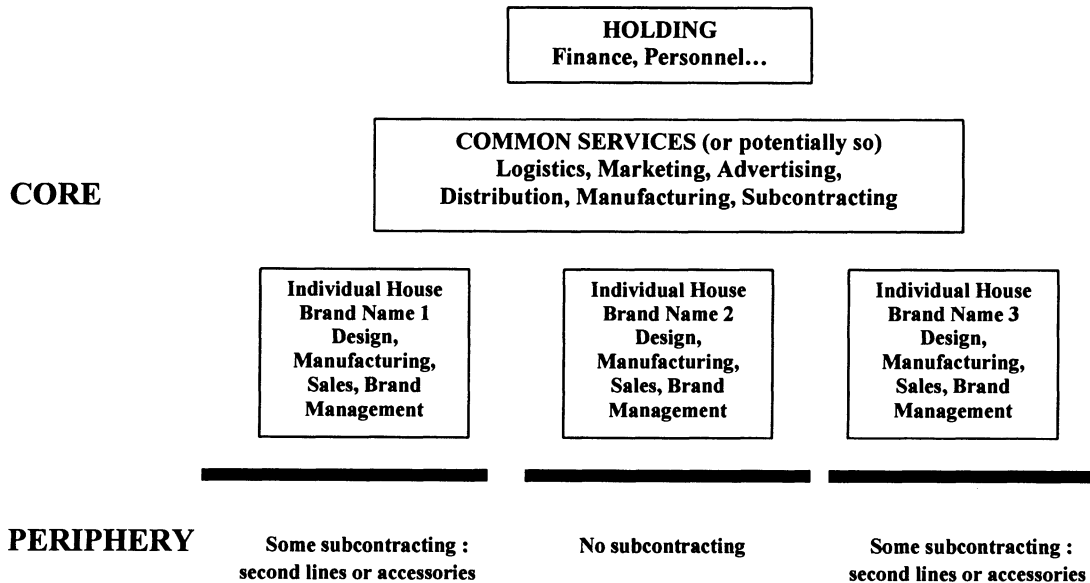 HOLDING
Finance, Personnel...
COMMON SERVICES (or potentially so)
Logistics, Marketing, Advertising,
Distribution, Manufacturing, Subcontracting
CORE
Individual House
Brand Name 1
Design,
Manufacturing,
Sales, Brand
Management
Individual House
Brand Name 2
Design,
Manufacturing,
Sales, Brand
Management
Individual House
Brand Name 3
Design,
Manufacturing,
Sales, Brand
Management
PERIPHERY
Some subcontracting :
second lines or accessories
No subcontracting
Some subcontracting :
second lines or accessories